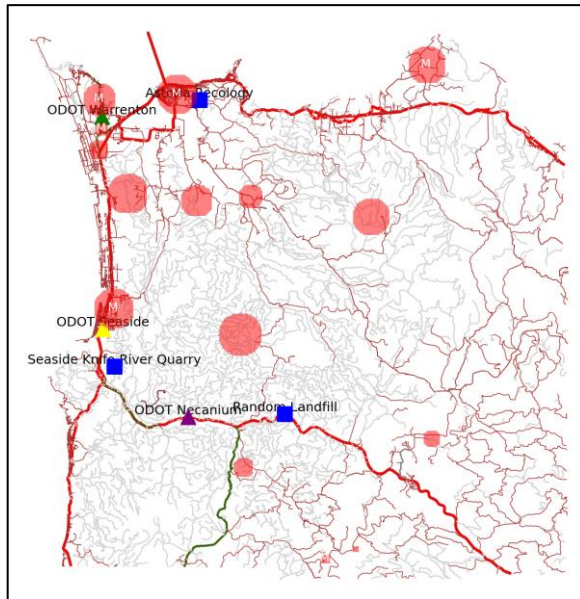 M
M
M
Astoria Recology
ODOT Warrenton
M
ODOT Seaside
Seaside Knife River Quarry
ODOT Necanium
Random Landfill